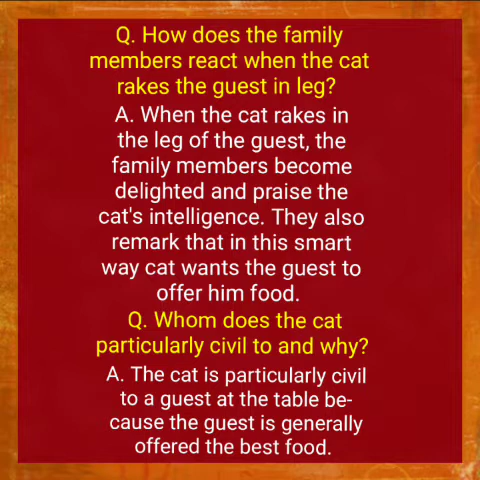 Q. How does the family
members react when the cat
rakes the guest in leg?
A. When the cat rakes in
the leg of the guest, the
family members become
delighted and praise the
cat's intelligence. They also
remark that in this smart
way cat wants the guest to
offer him food.
Q. Whom does the cat
particularly civil to and why?
A. The cat is particularly civil
to a guest at the table be-
cause the guest is generally
offered the best food.